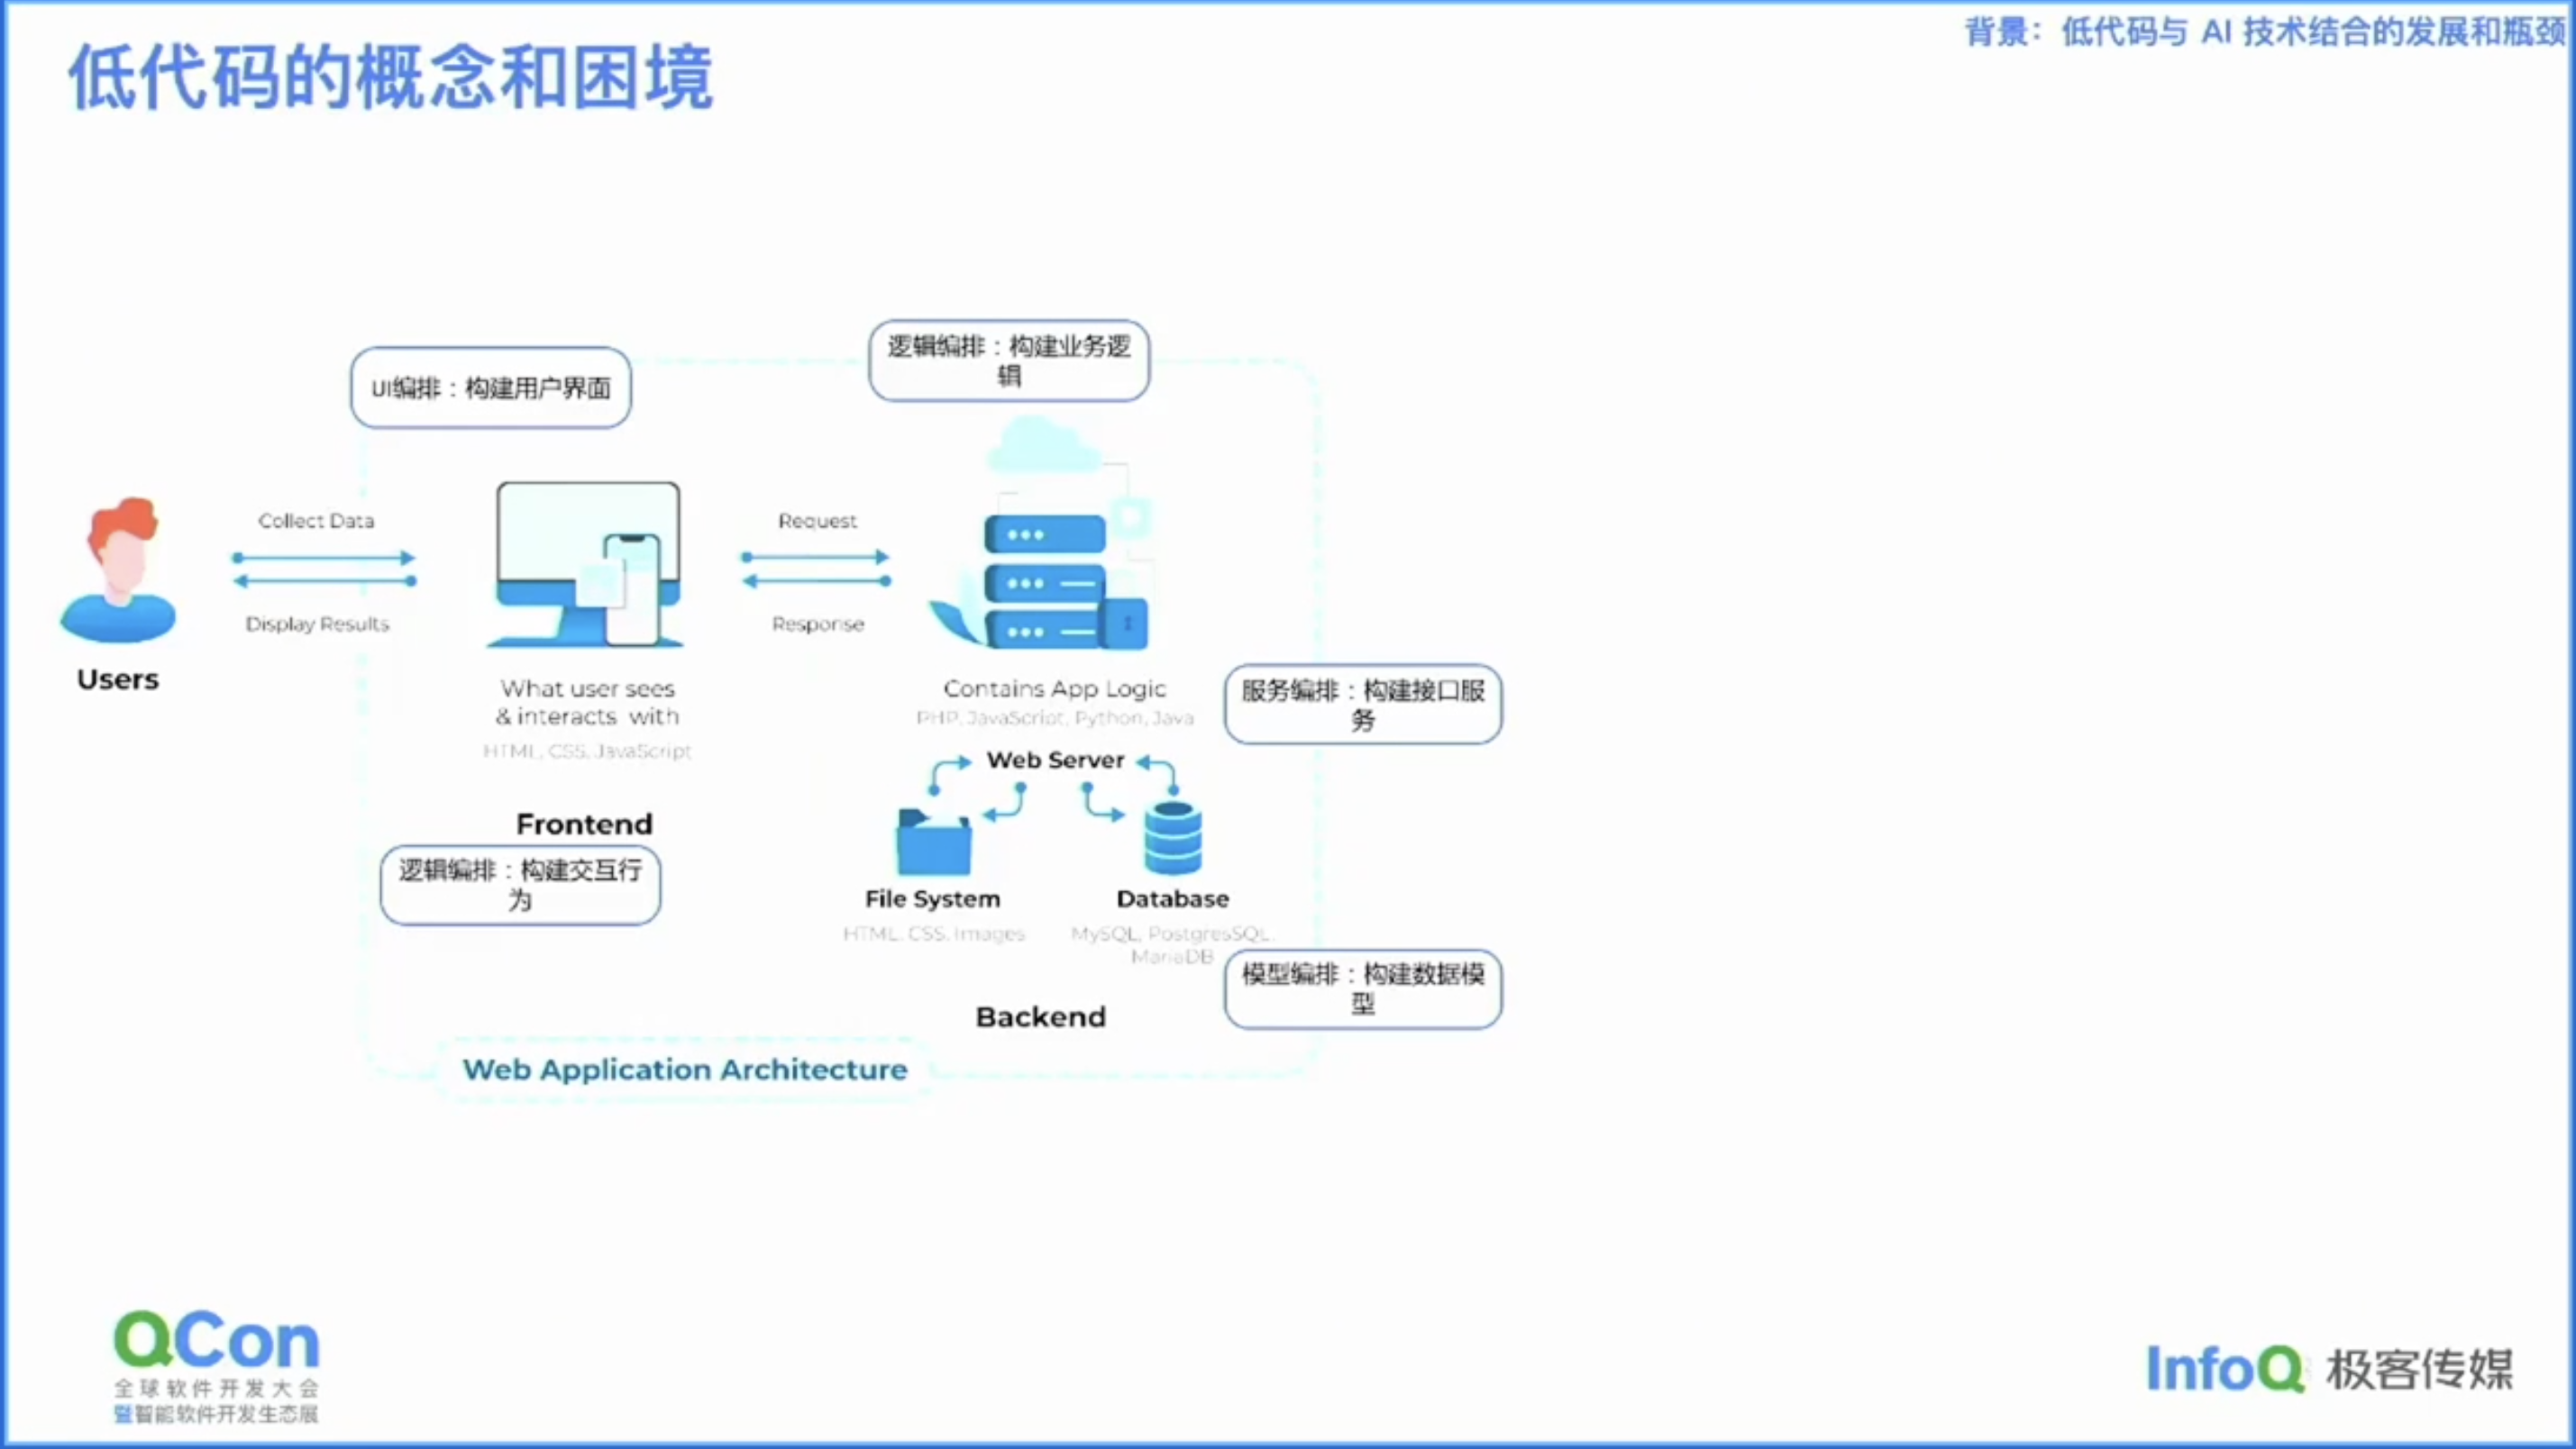 背景：低代码与 AI 技术结合的发展和瓶颈
低代码的概念和困境
逻辑编排：构建业务逻
辑
UI编排：构建用户界面
Collect Data
Display Results
Users
Request
Response
What user sees
& interacts with
HTML, CSS, JavaScript
Frontend
逻辑编排：构建交互行
为
Contains App Logic
PHP, JavaScript, Python, Java
服务编排：构建接口服
务
Web Server
File System
HTML, CSS, Images
Database
MySQL, PostgresSQL,
MariaDB
模型编排：构建数据模
型
Backend
Web Application Architecture
QCon
全球软件开发大会
暨智能软件开发生态展
InfoQ 极客传媒